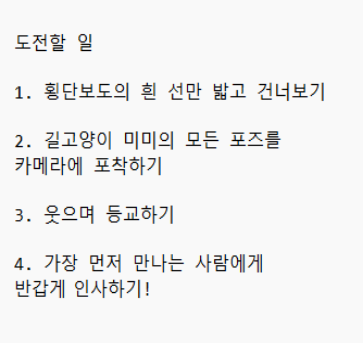 도전할 일
1. 횡단보도의 흰 선만 밟고 건너보기
2. 길고양이 미미의 모든 포즈를
카메라에 포착하기
3. 웃으며 등교하기
4. 가장 먼저 만나는 사람에게
반갑게 인사하기!